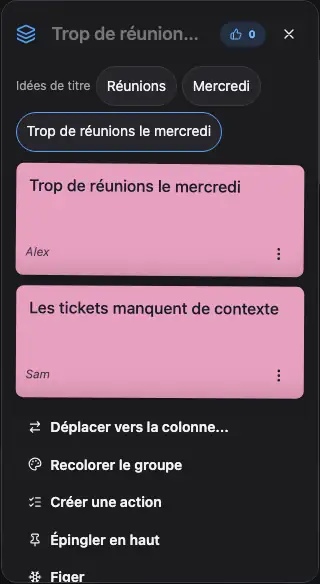 Trop de réunion...
0
Idées de titre
Réunions
Mercredi
Trop de réunions le mercredi
Trop de réunions le mercredi
Alex
Les tickets manquent de contexte
Sam
Déplacer vers la colonne...
Recolorer le groupe
Créer une action
Épingler en haut
Figer